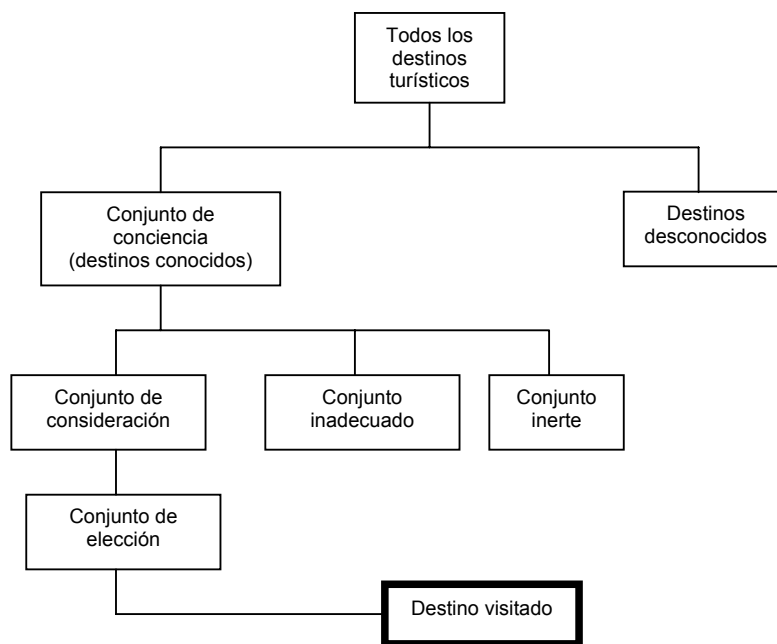 Todos los
destinos
turísticos
Conjunto de
conciencia
(destinos conocidos)
Destinos
desconocidos
Conjunto de
consideración
Conjunto
inadecuado
Conjunto
inerte
Conjunto de
elección
Destino visitado